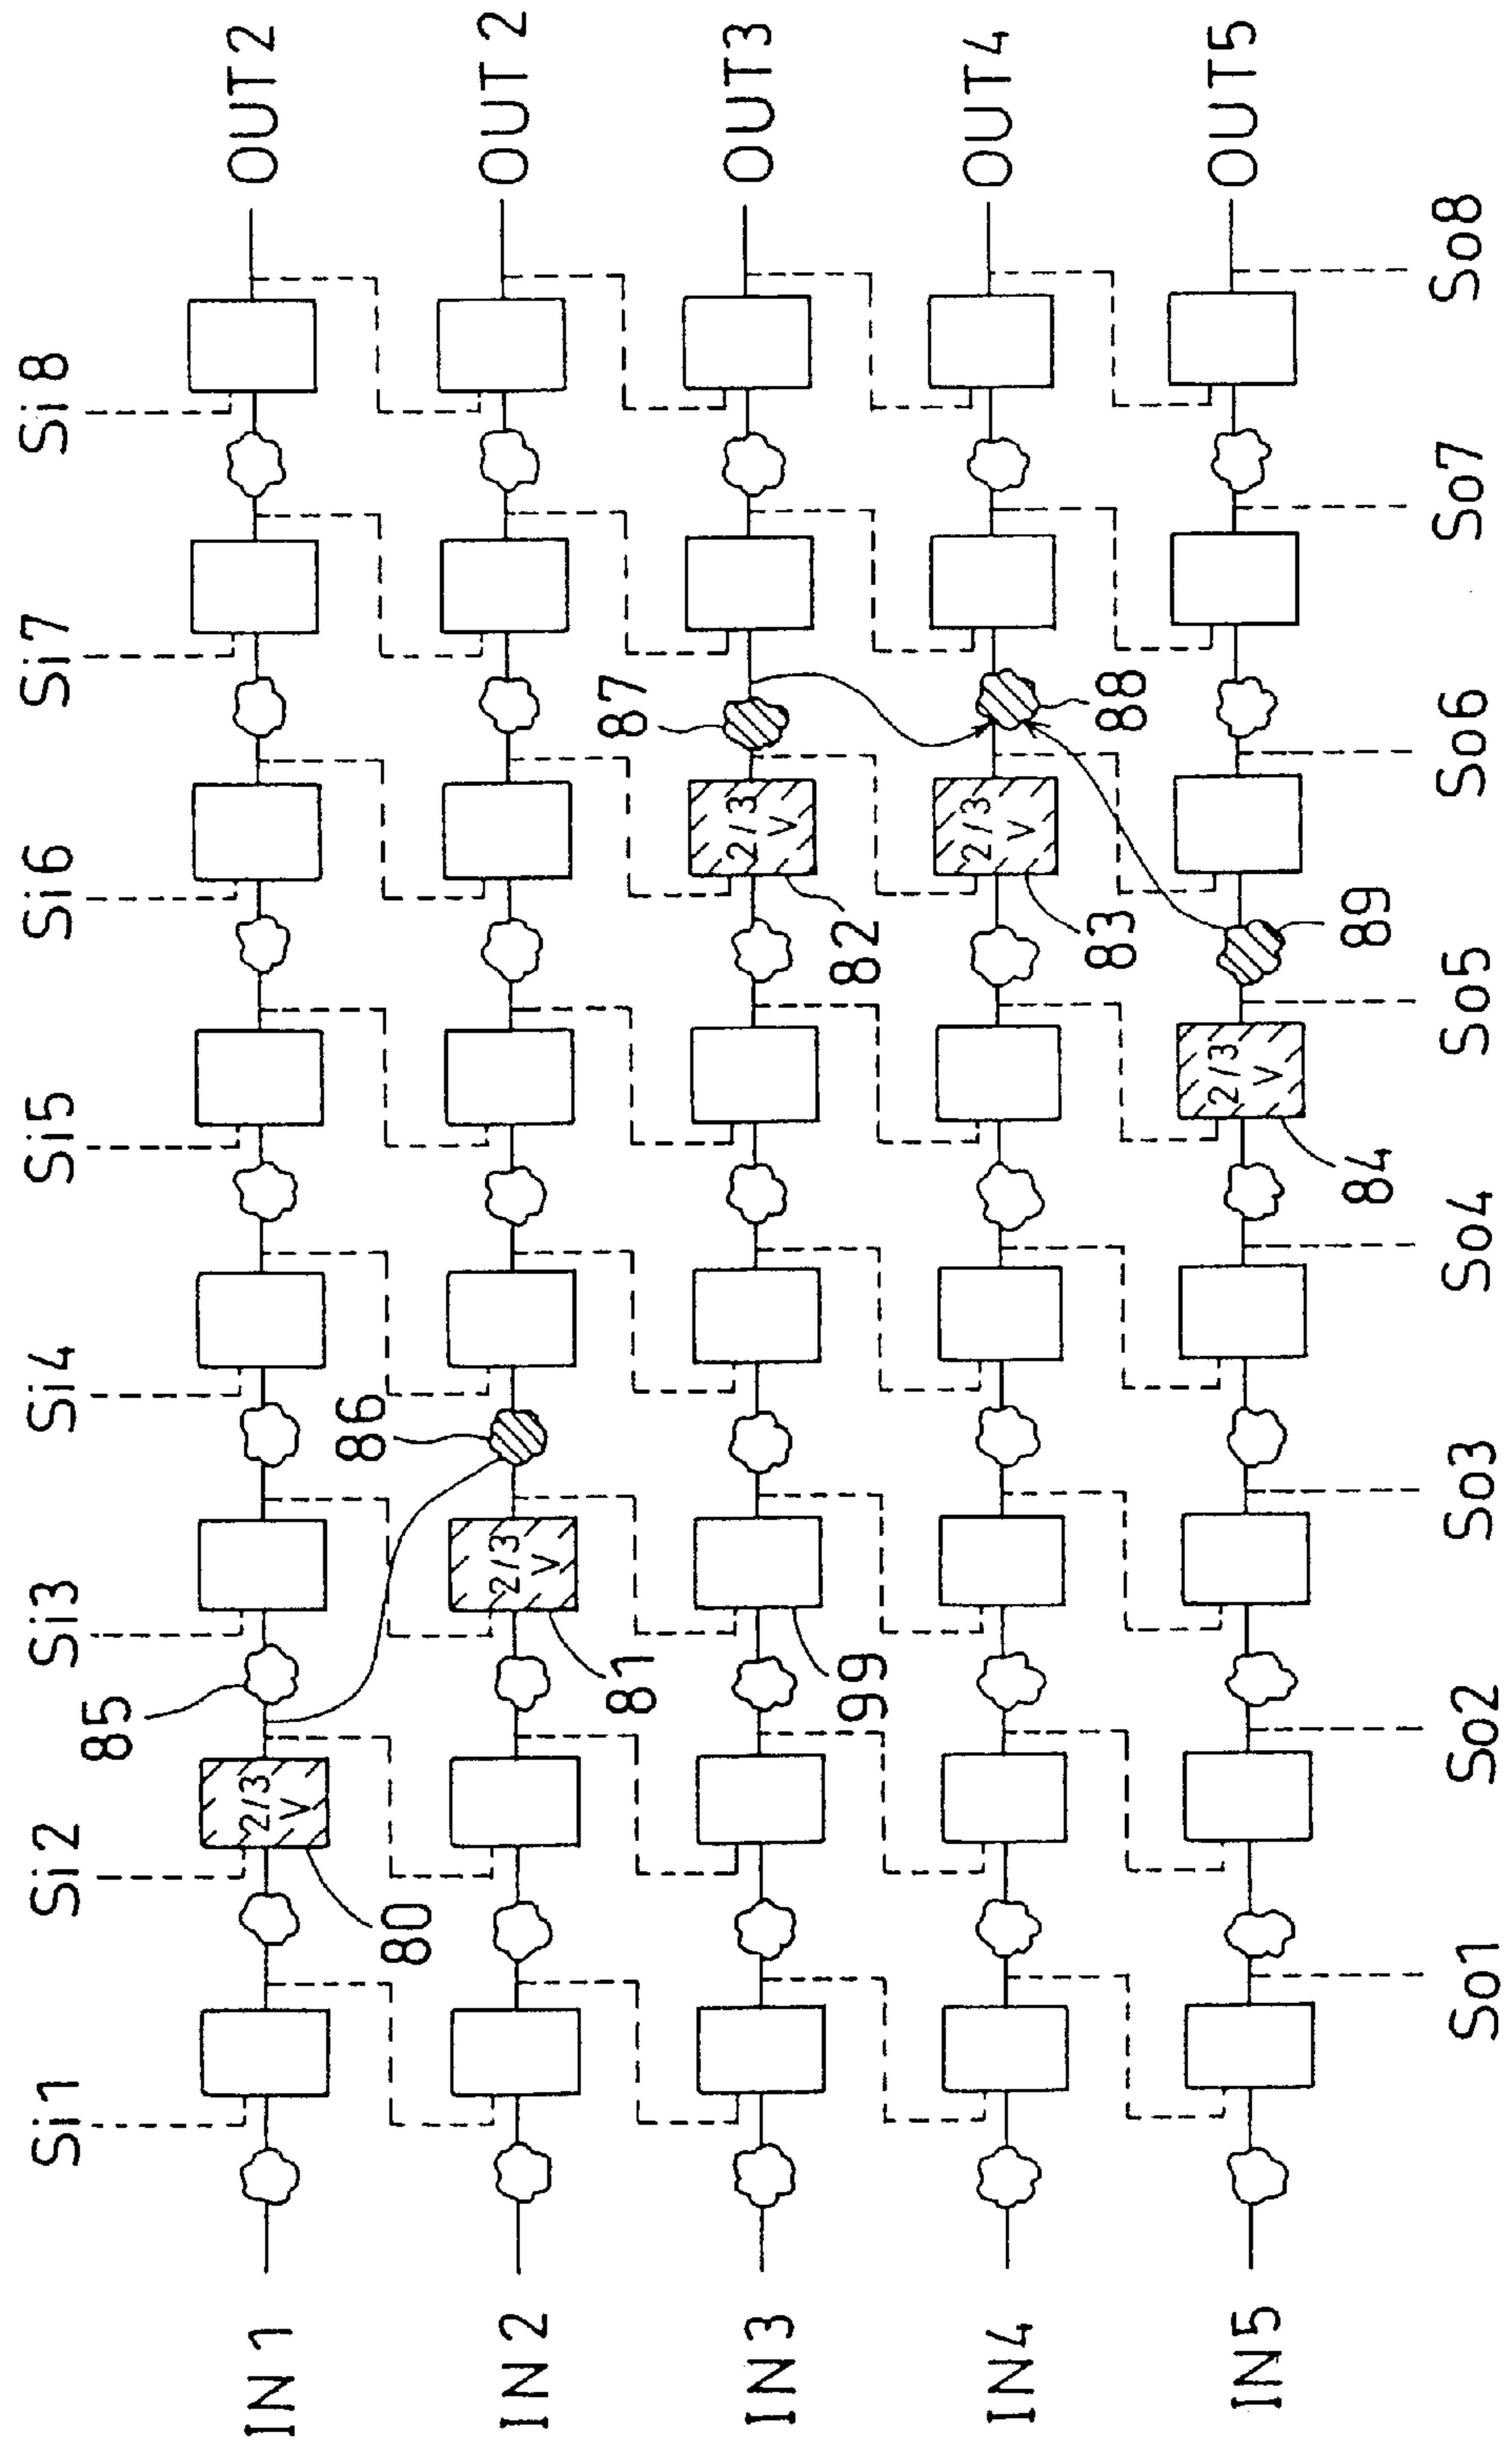 Si1 Si2 Si3 Si4 Si5 Si6 Si7 Si8
85
86
IN1 OUT2
2/3
V
80
IN2 OUT2
2/3
V
81
87
IN3 OUT3
2/3
V
99
82
IN4 OUT4
2/3
V
83
88
IN5 OUT5
2/3
V
84
89
So1 So2 So3 So4 So5 So6 So7 So8